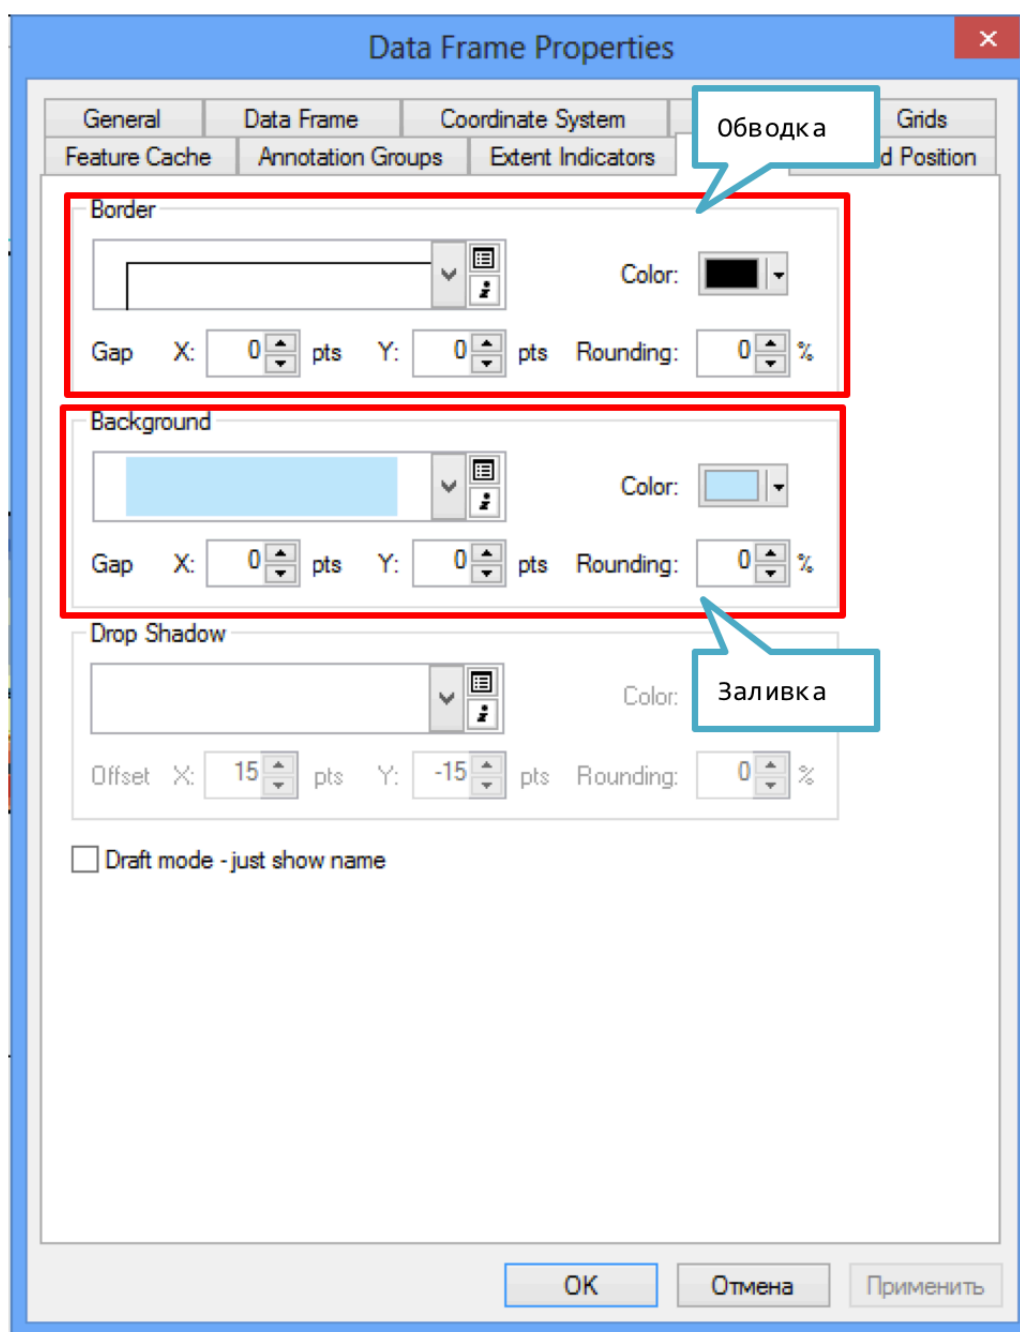 Data Frame Properties
General Data Frame Coordinate System Grids
Обводка
Feature Cache Annotation Groups Extent Indicators d Position
Border
Color:
Gap X: 0 pts Y: 0 pts Rounding: 0 %
Background
Color:
Gap X: 0 pts Y: 0 pts Rounding: 0 %
Drop Shadow
Color:
Заливка
Offset X: 15 pts Y: -15 pts Rounding: 0 %
Draft mode - just show name
OK Отмена Применить